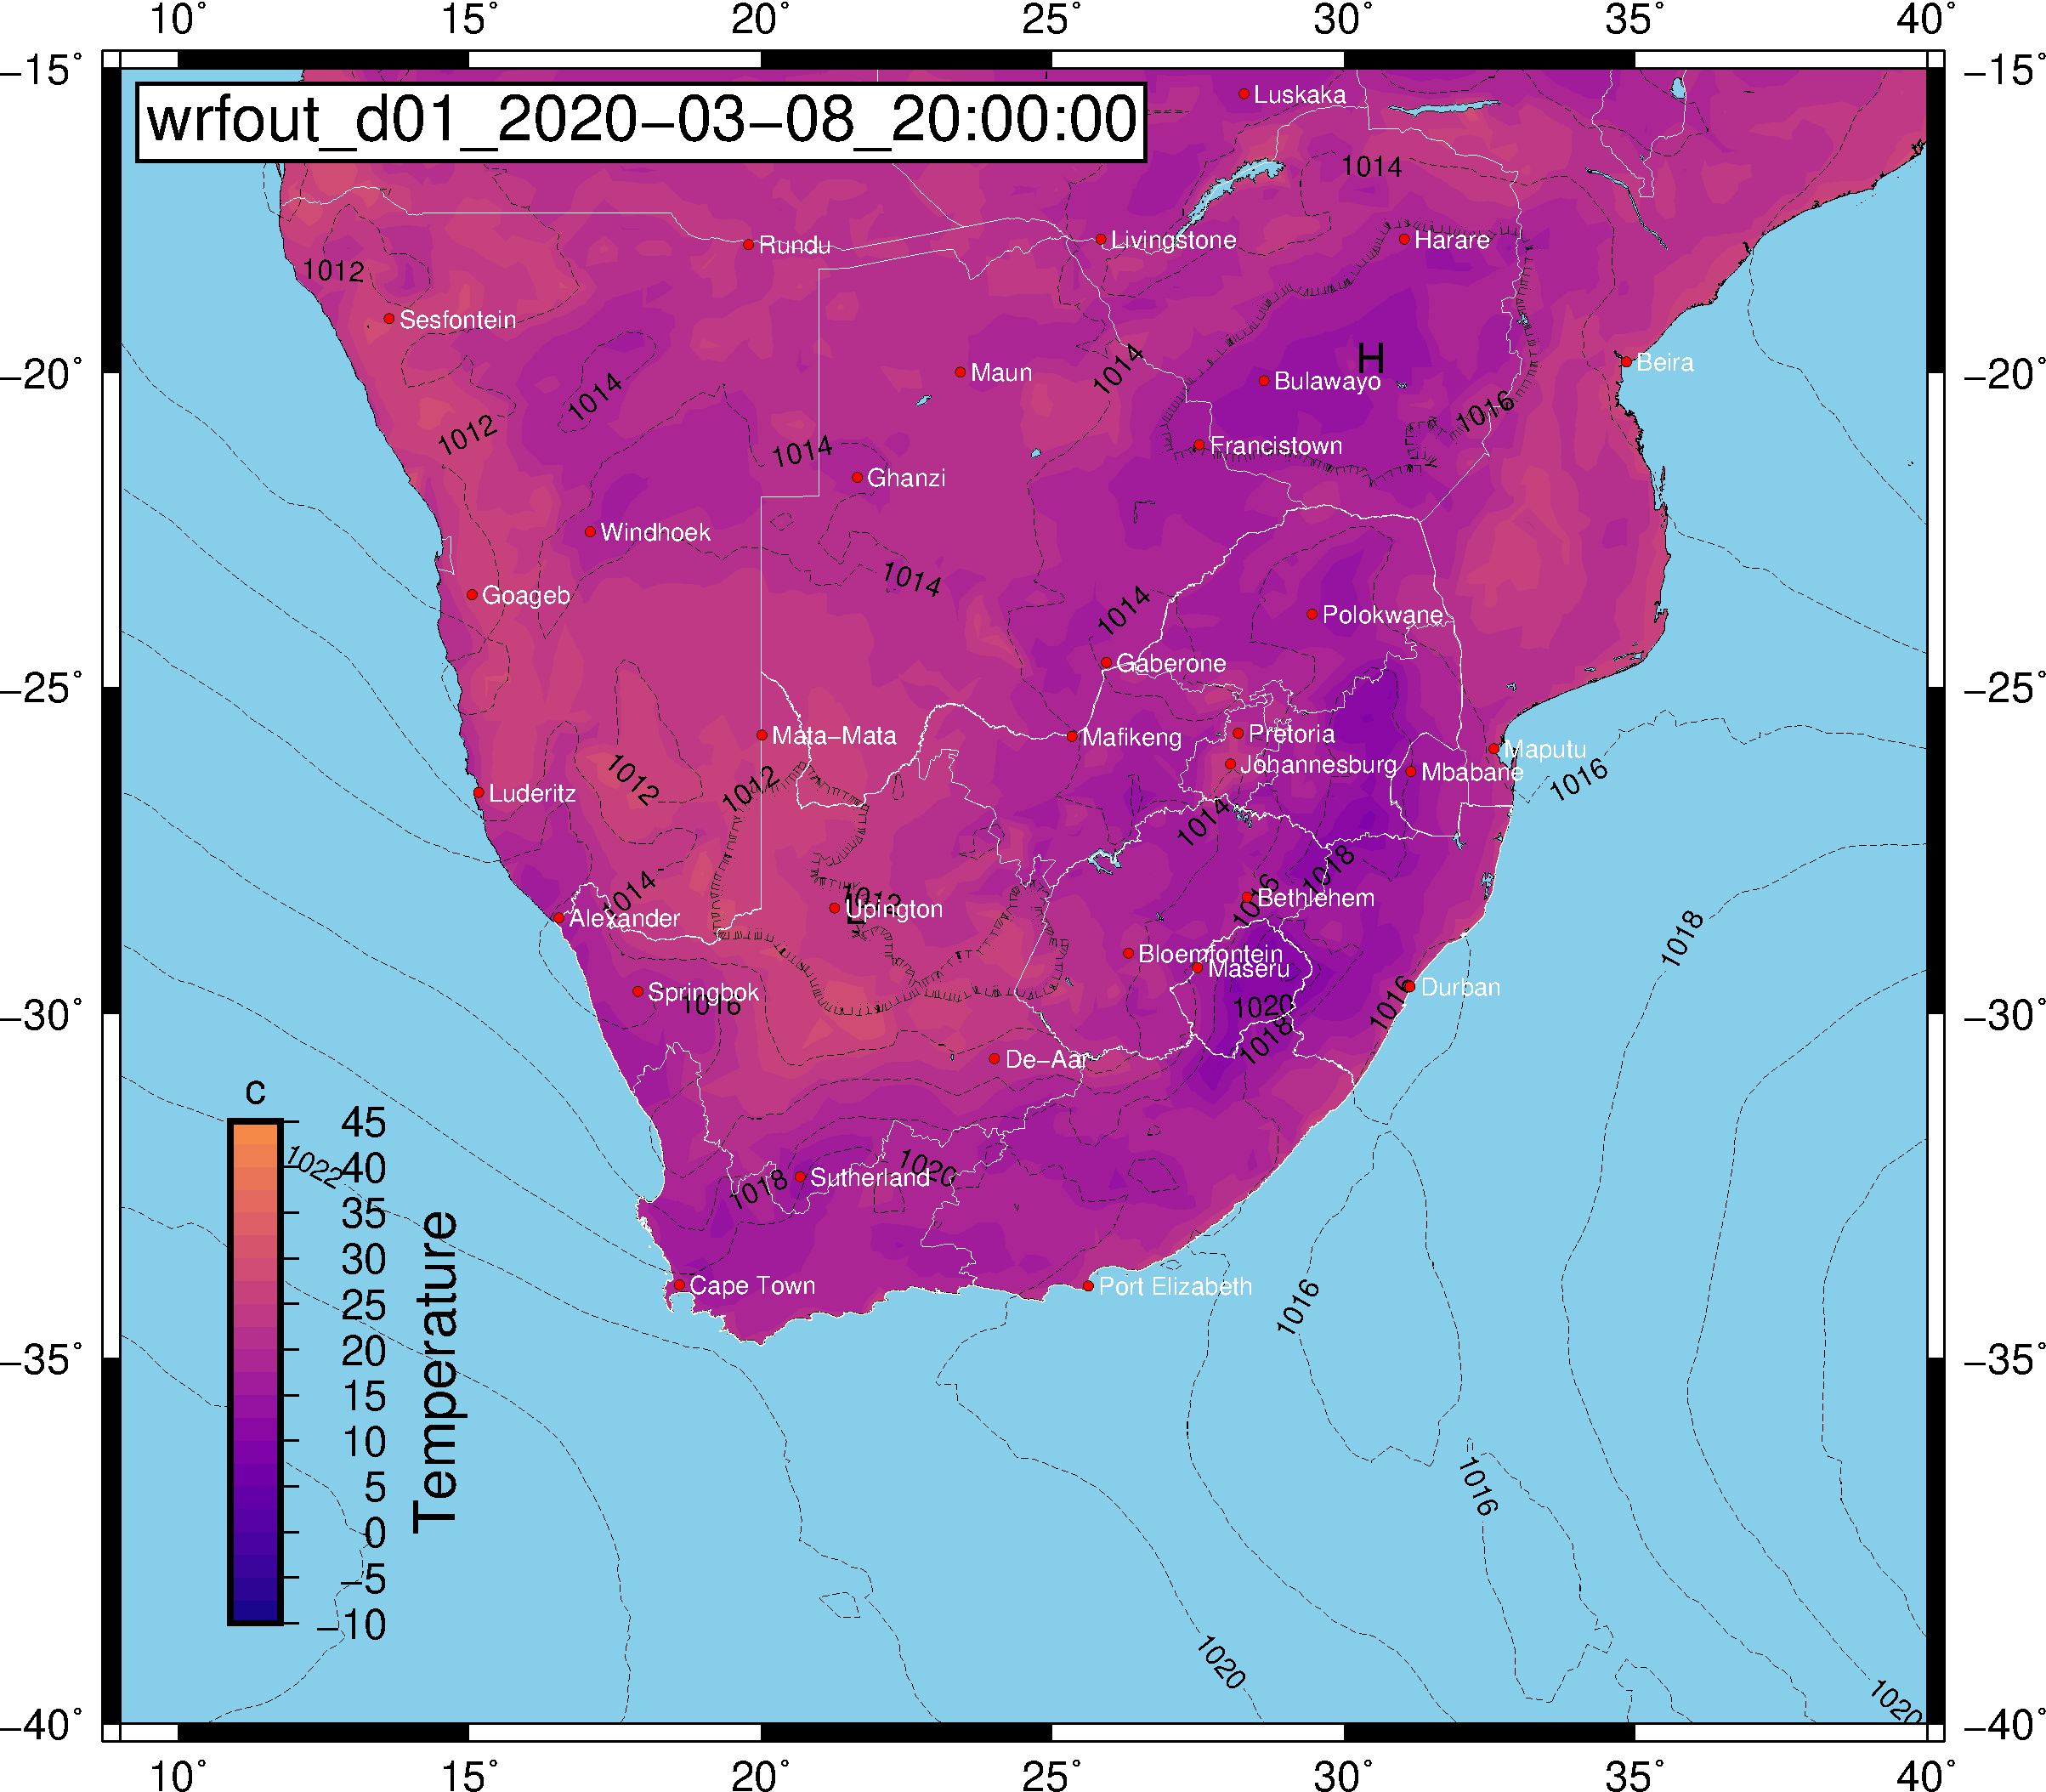 10° 15° 20° 25° 30° 35° 40°
−15° −15°
wrfout_d01_2020−03−08_20:00:00
Luskaka
1014
Rundu
Livingstone
Harare
1012
Sesfontein
H
1014
Beira
Maun
−20° −20°
Bulawayo
1014
1016
1012
1014
Francistown
Ghanzi
Windhoek
1014
Goageb
1014
Polokwane
Gaberone
−25° −25°
Mata−Mata
Mafikeng
Pretoria
Maputu
Johannesburg
Mbabane
1012
1012
1016
Luderitz
1014
1018
1014
1016
1012
Bethlehem
L
Upington
Alexander
1018
Bloemfontein
Maseru
Springbok
1016
1020
1016
Durban
−30° −30°
1018
De−Aar
c
45
1022
40
1018
Sutherland
1020
35
30
Cape Town
Port Elizabeth
25
1016
20
−35° −35°
15
10
5
1016
0
−5
−10
Temperature
1020
1020
−40° −40°
10° 15° 20° 25° 30° 35° 40°